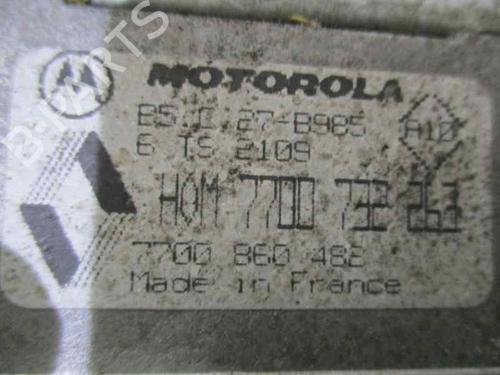 MOTOROLA
B5 I 27-B985 A10
6 TS 2109
HOM 7700 732 263
7700 860 482
Made in France
B-PARTS